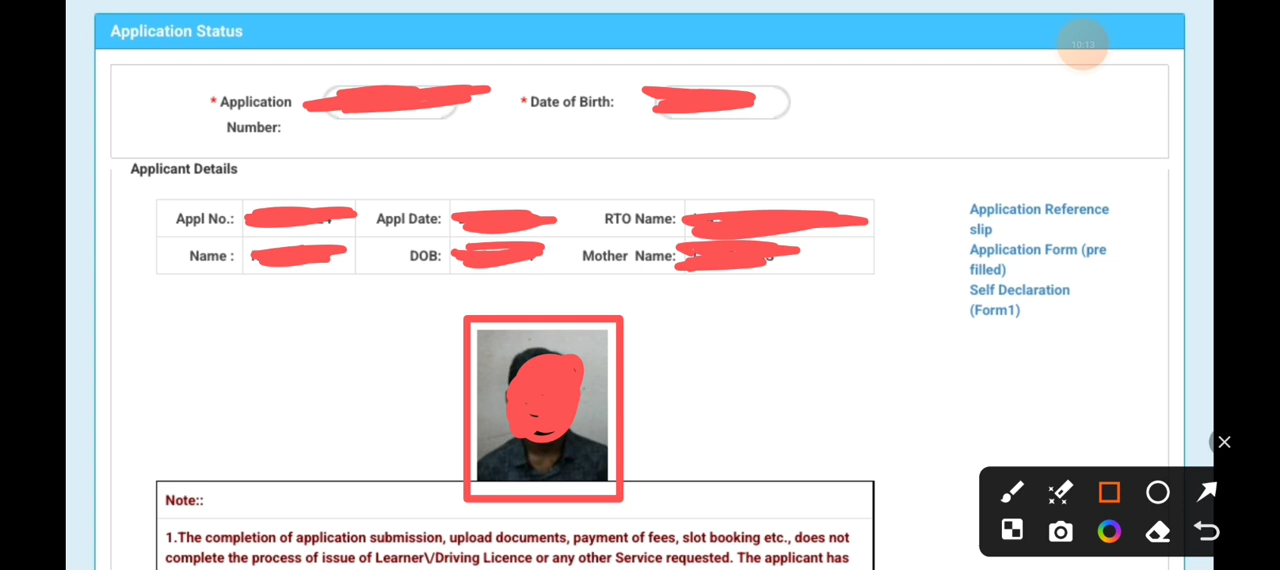 Application Status
10:13
* Application Number:
* Date of Birth:
Applicant Details
Appl No.:
Appl Date:
RTO Name:
Name :
DOB:
Mother Name:
Application Reference
slip
Application Form (pre
filled)
Self Declaration
(Form1)
Note::
1.The completion of application submission, upload documents, payment of fees, slot booking etc., does not
complete the process of issue of Learner\/Driving Licence or any other Service requested. The applicant has